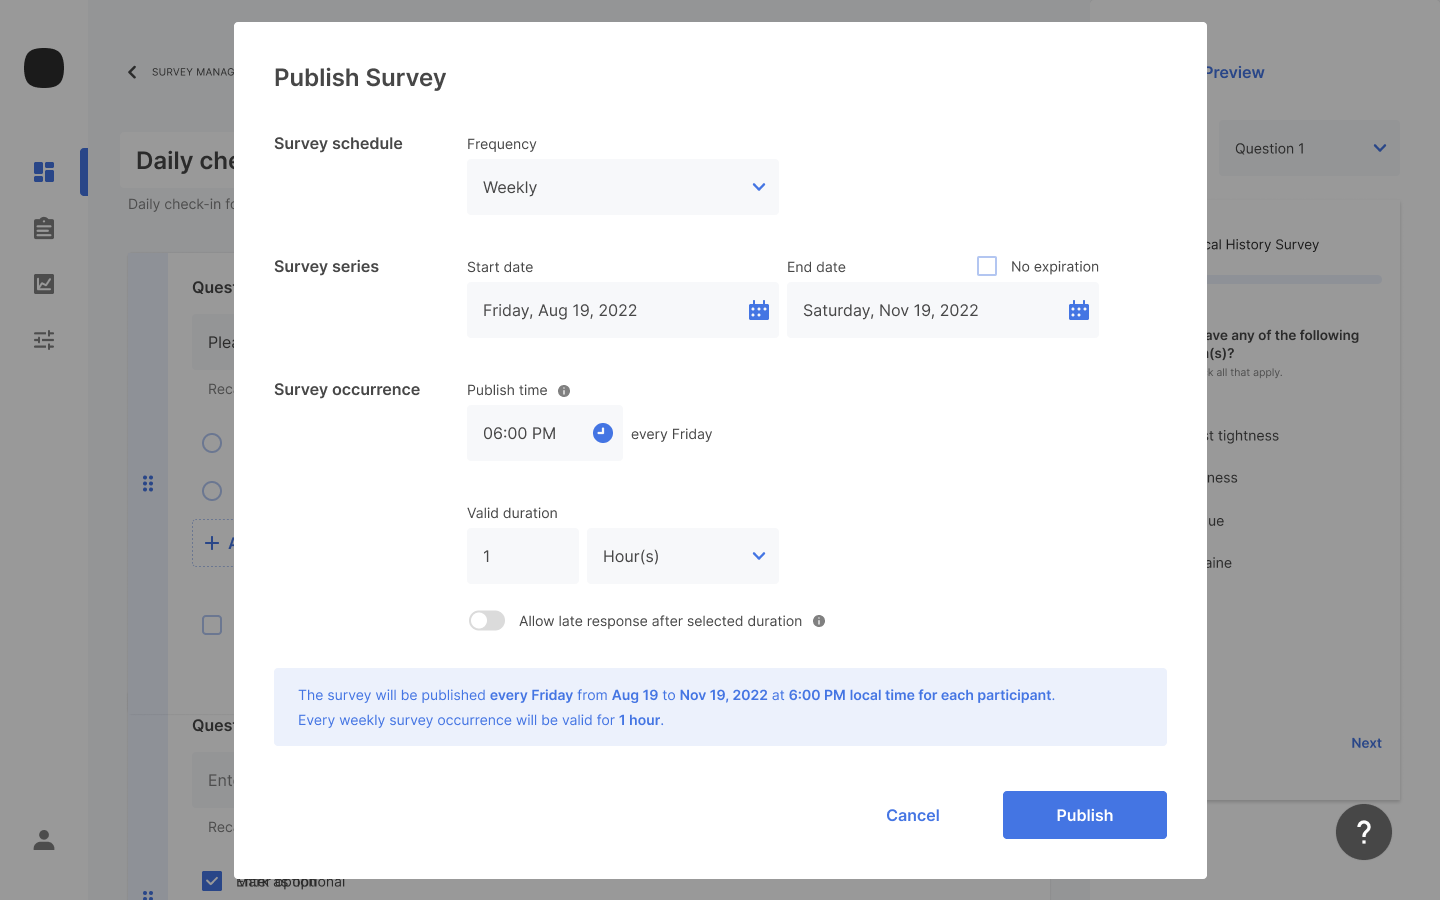 SURVEY MANAG
Preview
Daily che
Daily check-in fo
Question 1
Publish Survey
Survey schedule
Frequency
Weekly
Survey series
Start date
End date
No expiration
Friday, Aug 19, 2022
Saturday, Nov 19, 2022
Survey occurrence
Publish time
06:00 PM
every Friday
Valid duration
1
Hour(s)
Allow late response after selected duration
The survey will be published every Friday from Aug 19 to Nov 19, 2022 at 6:00 PM local time for each participant.
Every weekly survey occurrence will be valid for 1 hour.
Cancel
Publish
Ques
Plea
Rec
+ A
Ques
Ente
Rec
cal History Survey
ave any of the following
(s)?
k all that apply.
st tightness
ness
ue
aine
Next
?